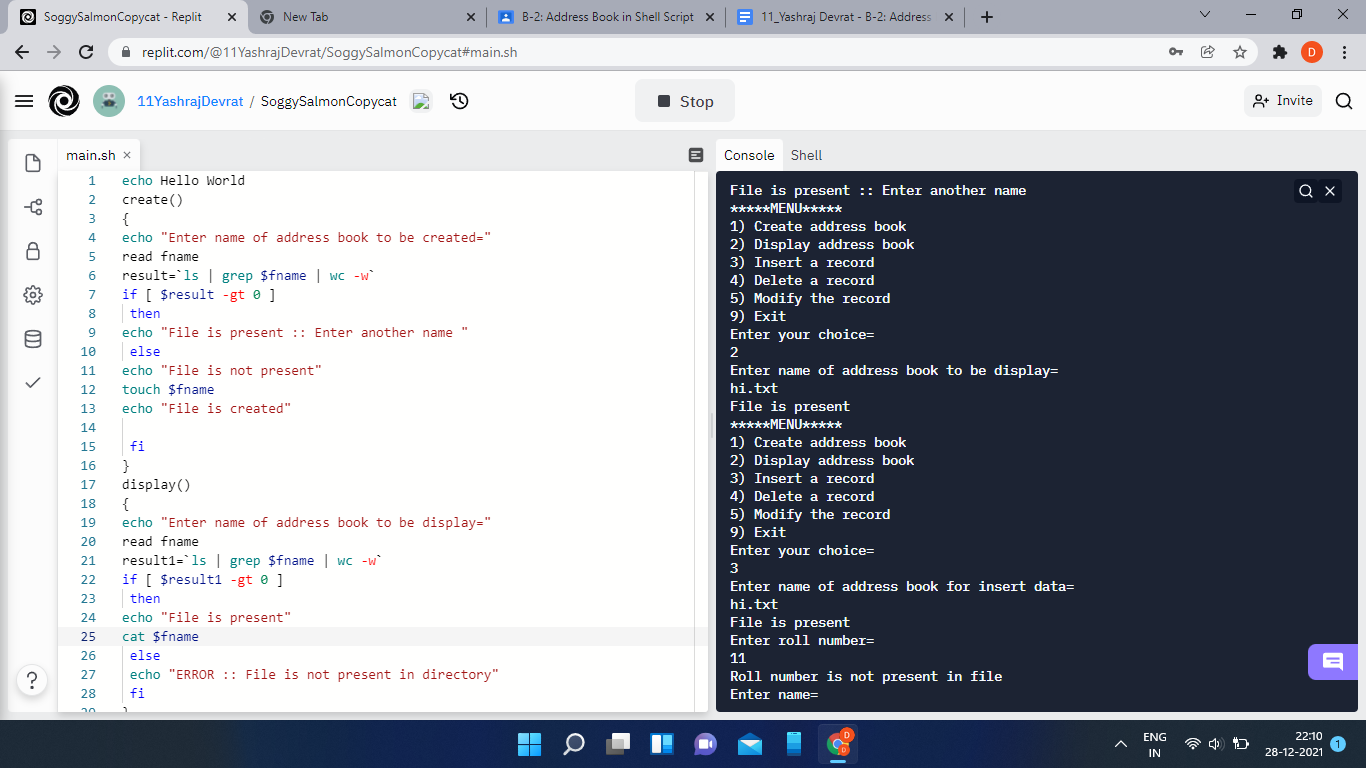 SoggySalmonCopycat - Replit
New Tab
B-2: Address Book in Shell Script
11_Yashraj Devrat - B-2: Address
replit.com/@11YashrajDevrat/SoggySalmonCopycat#main.sh
D
11YashrajDevrat / SoggySalmonCopycat
Stop
Invite
main.sh
1 echo Hello World
2 create()
3 {
4 echo "Enter name of address book to be created="
5 read fname
6 result=`ls | grep $fname | wc -w`
7 if [ $result -gt 0 ]
8 then
9 echo "File is present :: Enter another name "
10 else
11 echo "File is not present"
12 touch $fname
13 echo "File is created"
14
15 fi
16 }
17 display()
18 {
19 echo "Enter name of address book to be display="
20 read fname
21 result1=`ls | grep $fname | wc -w`
22 if [ $result1 -gt 0 ]
23 then
24 echo "File is present"
25 cat $fname
26 else
27 echo "ERROR :: File is not present in directory"
28 fi
29 }
Console Shell
File is present :: Enter another name
*****MENU*****
1) Create address book
2) Display address book
3) Insert a record
4) Delete a record
5) Modify the record
9) Exit
Enter your choice=
2
Enter name of address book to be display=
hi.txt
File is present
*****MENU*****
1) Create address book
2) Display address book
3) Insert a record
4) Delete a record
5) Modify the record
9) Exit
Enter your choice=
3
Enter name of address book for insert data=
hi.txt
File is present
Enter roll number=
11
Roll number is not present in file
Enter name=
?
D
D
ENG
IN
22:10
28-12-2021
1